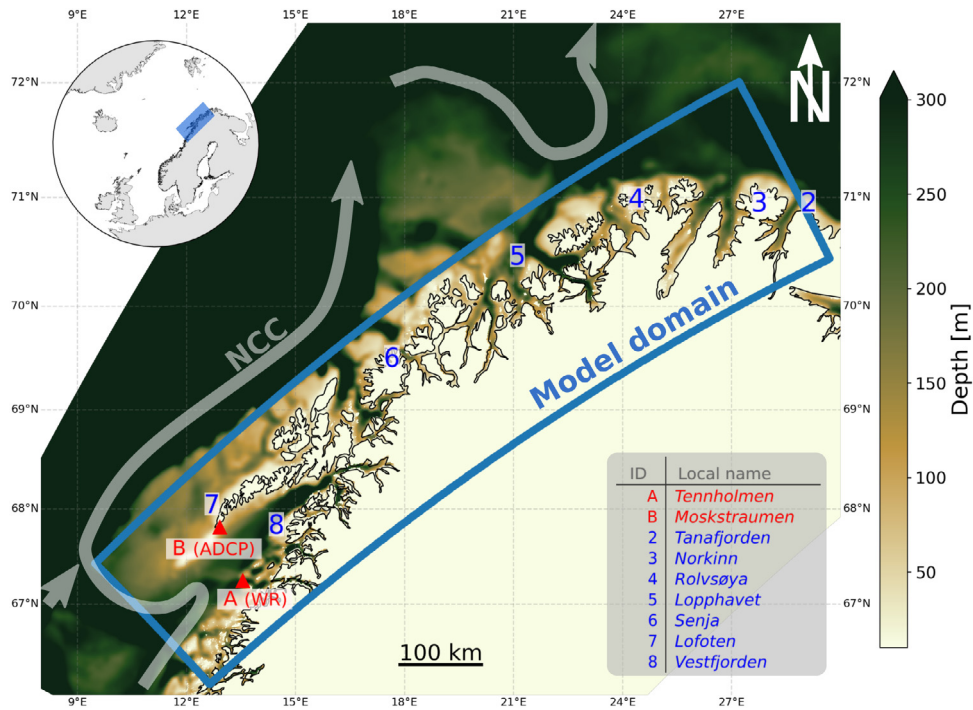 9°E 12°E 15°E 18°E 21°E 24°E 27°E
72°N
72°N
N
300
71°N
71°N
4
3
2
250
5
70°N
70°N
200
NCC
Model domain
6
Depth [m]
69°N
69°N
150
ID Local name
A Tennholmen
B Moskstraumen
2 Tanafjorden
3 Norkinn
4 Rolvsøya
5 Lopphavet
6 Senja
7 Lofoten
8 Vestfjorden
100
68°N
68°N
7
8
B (ADCP)
50
67°N
67°N
A (WR)
100 km
9°E 12°E 15°E 18°E 21°E 24°E 27°E